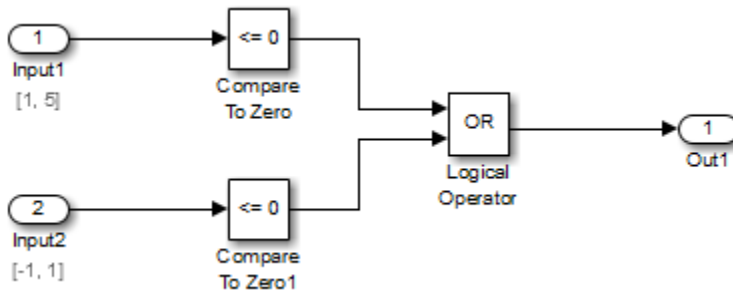 1
Input1
[1, 5]
<= 0
Compare
To Zero
OR
Logical
Operator
1
Out1
2
Input2
[-1, 1]
<= 0
Compare
To Zero1